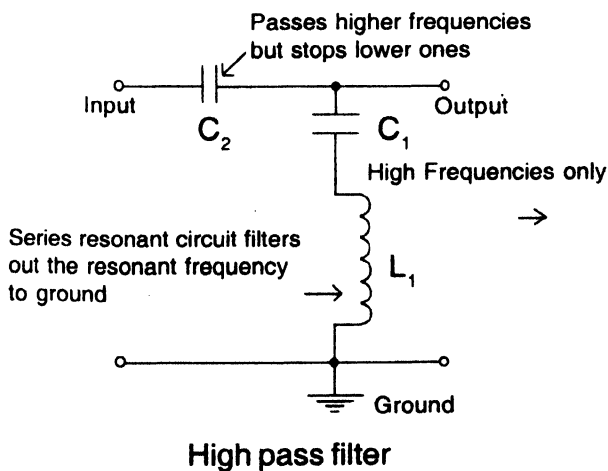 Passes higher frequencies
but stops lower ones
Input
Output
C2
C1
High Frequencies only
Series resonant circuit filters
out the resonant frequency
to ground
L1
Ground
High pass filter